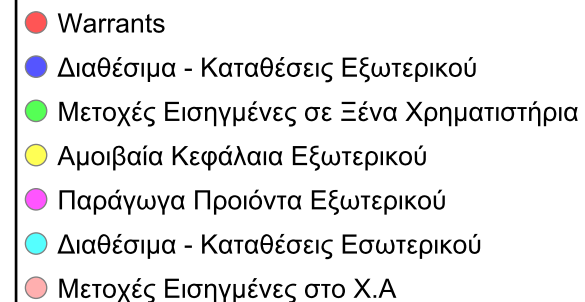 Warrants
Διαθέσιμα - Καταθέσεις Εξωτερικού
Μετοχές Εισηγμένες σε Ξένα Χρηματιστήρια
Αμοιβαία Κεφάλαια Εξωτερικού
Παράγωγα Προιόντα Εξωτερικού
Διαθέσιμα - Καταθέσεις Εσωτερικού
Μετοχές Εισηγμένες στο Χ.Α